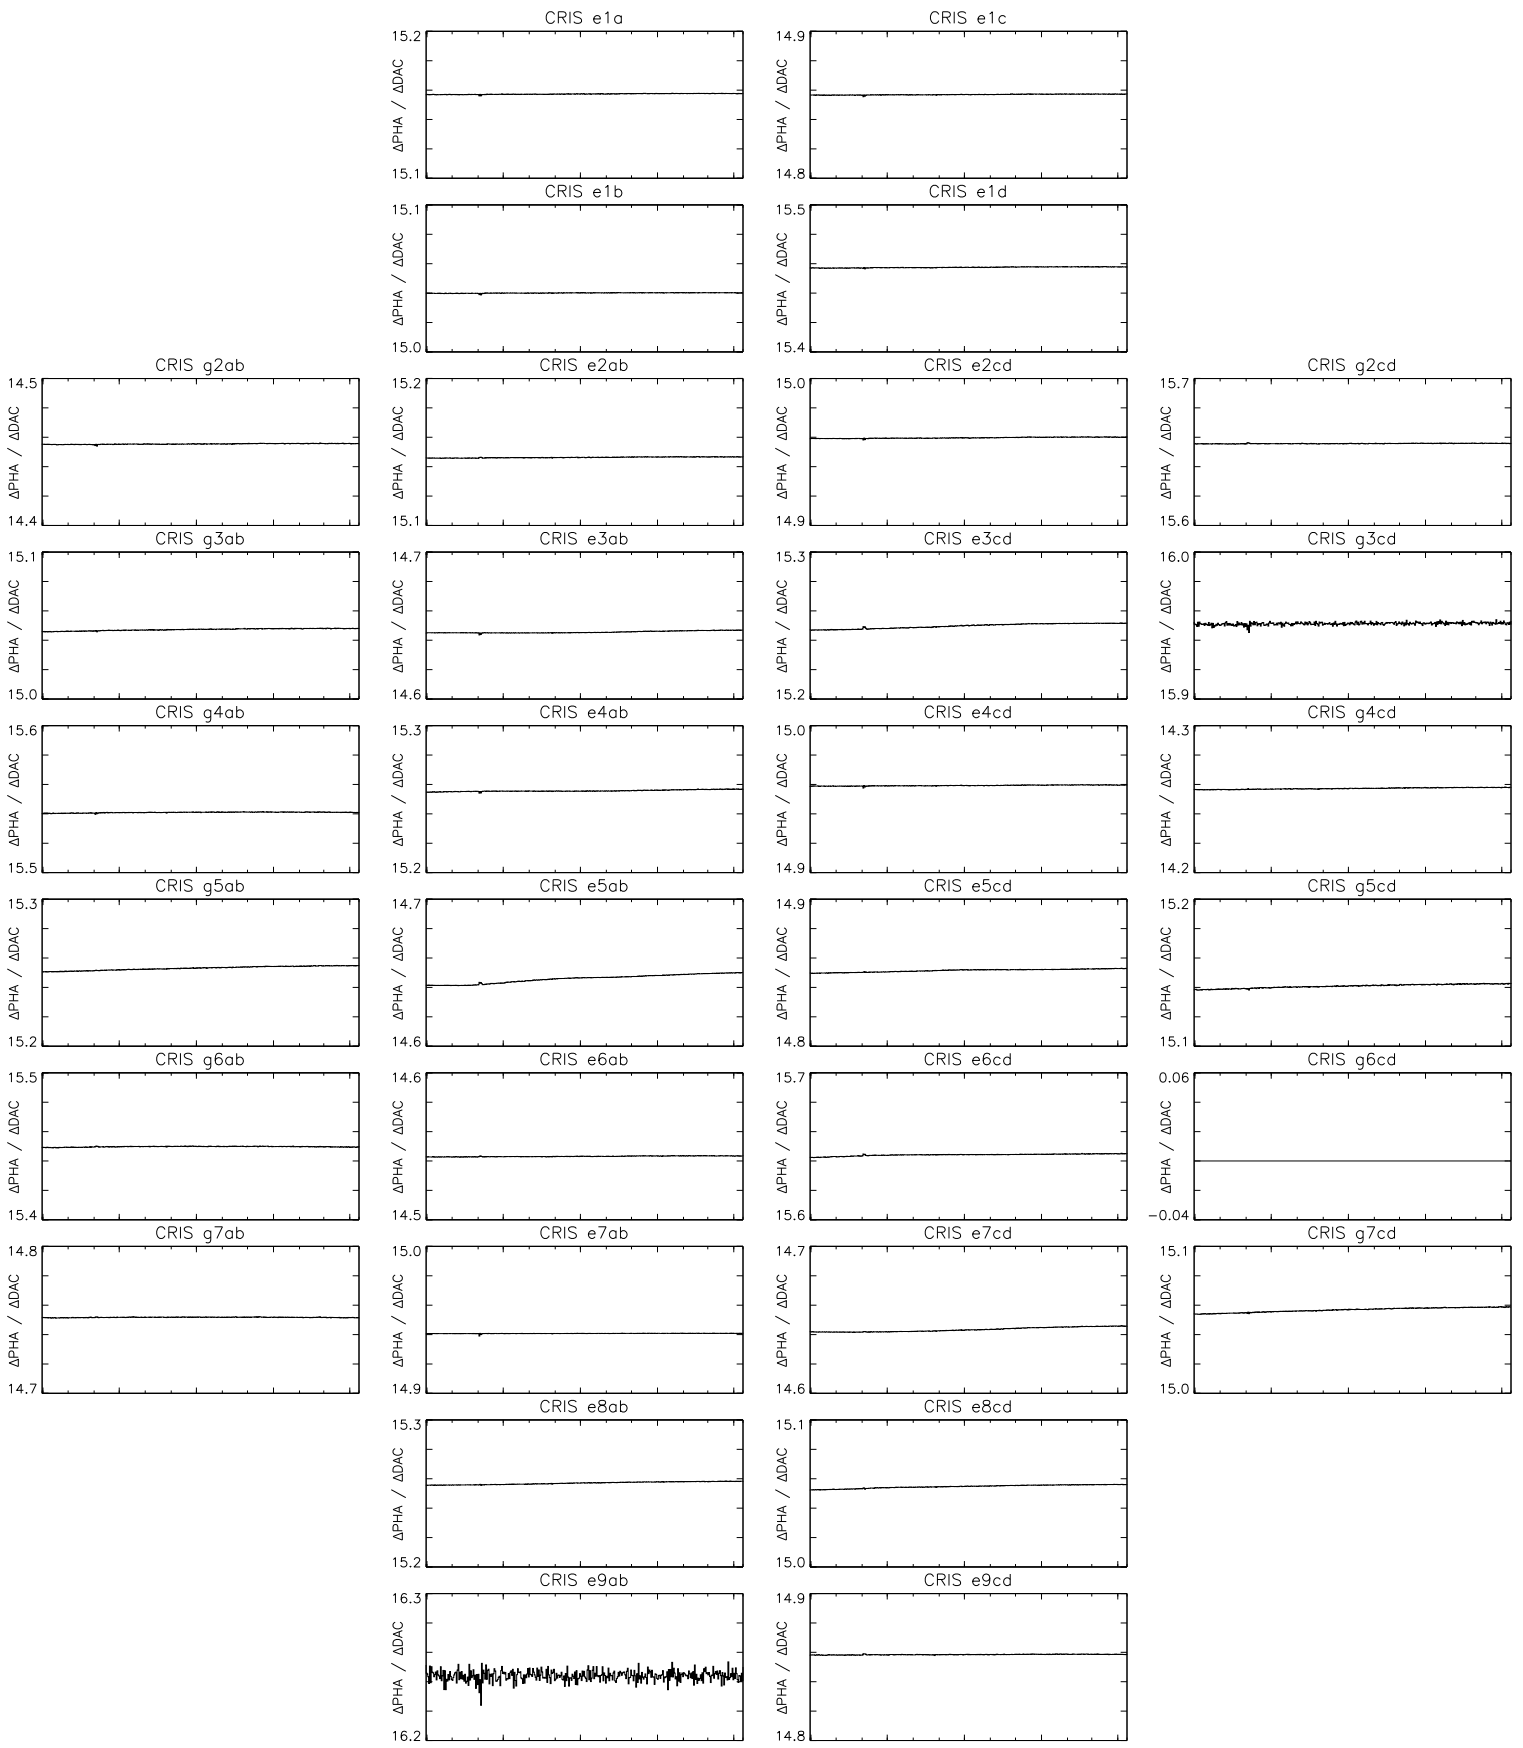 CRIS e1a
15.2
ΔPHA / ΔDAC
15.1
CRIS e1c
14.9
ΔPHA / ΔDAC
14.8
CRIS e1b
15.1
ΔPHA / ΔDAC
15.0
CRIS e1d
15.5
ΔPHA / ΔDAC
15.4
CRIS g2ab
14.5
ΔPHA / ΔDAC
14.4
CRIS e2ab
15.2
ΔPHA / ΔDAC
15.1
CRIS e2cd
15.0
ΔPHA / ΔDAC
14.9
CRIS g2cd
15.7
ΔPHA / ΔDAC
15.6
CRIS g3ab
15.1
ΔPHA / ΔDAC
15.0
CRIS e3ab
14.7
ΔPHA / ΔDAC
14.6
CRIS e3cd
15.3
ΔPHA / ΔDAC
15.2
CRIS g3cd
16.0
ΔPHA / ΔDAC
15.9
CRIS g4ab
15.6
ΔPHA / ΔDAC
15.5
CRIS e4ab
15.3
ΔPHA / ΔDAC
15.2
CRIS e4cd
15.0
ΔPHA / ΔDAC
14.9
CRIS g4cd
14.3
ΔPHA / ΔDAC
14.2
CRIS g5ab
15.3
ΔPHA / ΔDAC
15.2
CRIS e5ab
14.7
ΔPHA / ΔDAC
14.6
CRIS e5cd
14.9
ΔPHA / ΔDAC
14.8
CRIS g5cd
15.2
ΔPHA / ΔDAC
15.1
CRIS g6ab
15.5
ΔPHA / ΔDAC
15.4
CRIS e6ab
14.6
ΔPHA / ΔDAC
14.5
CRIS e6cd
15.7
ΔPHA / ΔDAC
15.6
CRIS g6cd
0.06
ΔPHA / ΔDAC
−0.04
CRIS g7ab
14.8
ΔPHA / ΔDAC
14.7
CRIS e7ab
15.0
ΔPHA / ΔDAC
14.9
CRIS e7cd
14.7
ΔPHA / ΔDAC
14.6
CRIS g7cd
15.1
ΔPHA / ΔDAC
15.0
CRIS e8ab
15.3
ΔPHA / ΔDAC
15.2
CRIS e8cd
15.1
ΔPHA / ΔDAC
15.0
CRIS e9ab
16.3
ΔPHA / ΔDAC
16.2
CRIS e9cd
14.9
ΔPHA / ΔDAC
14.8